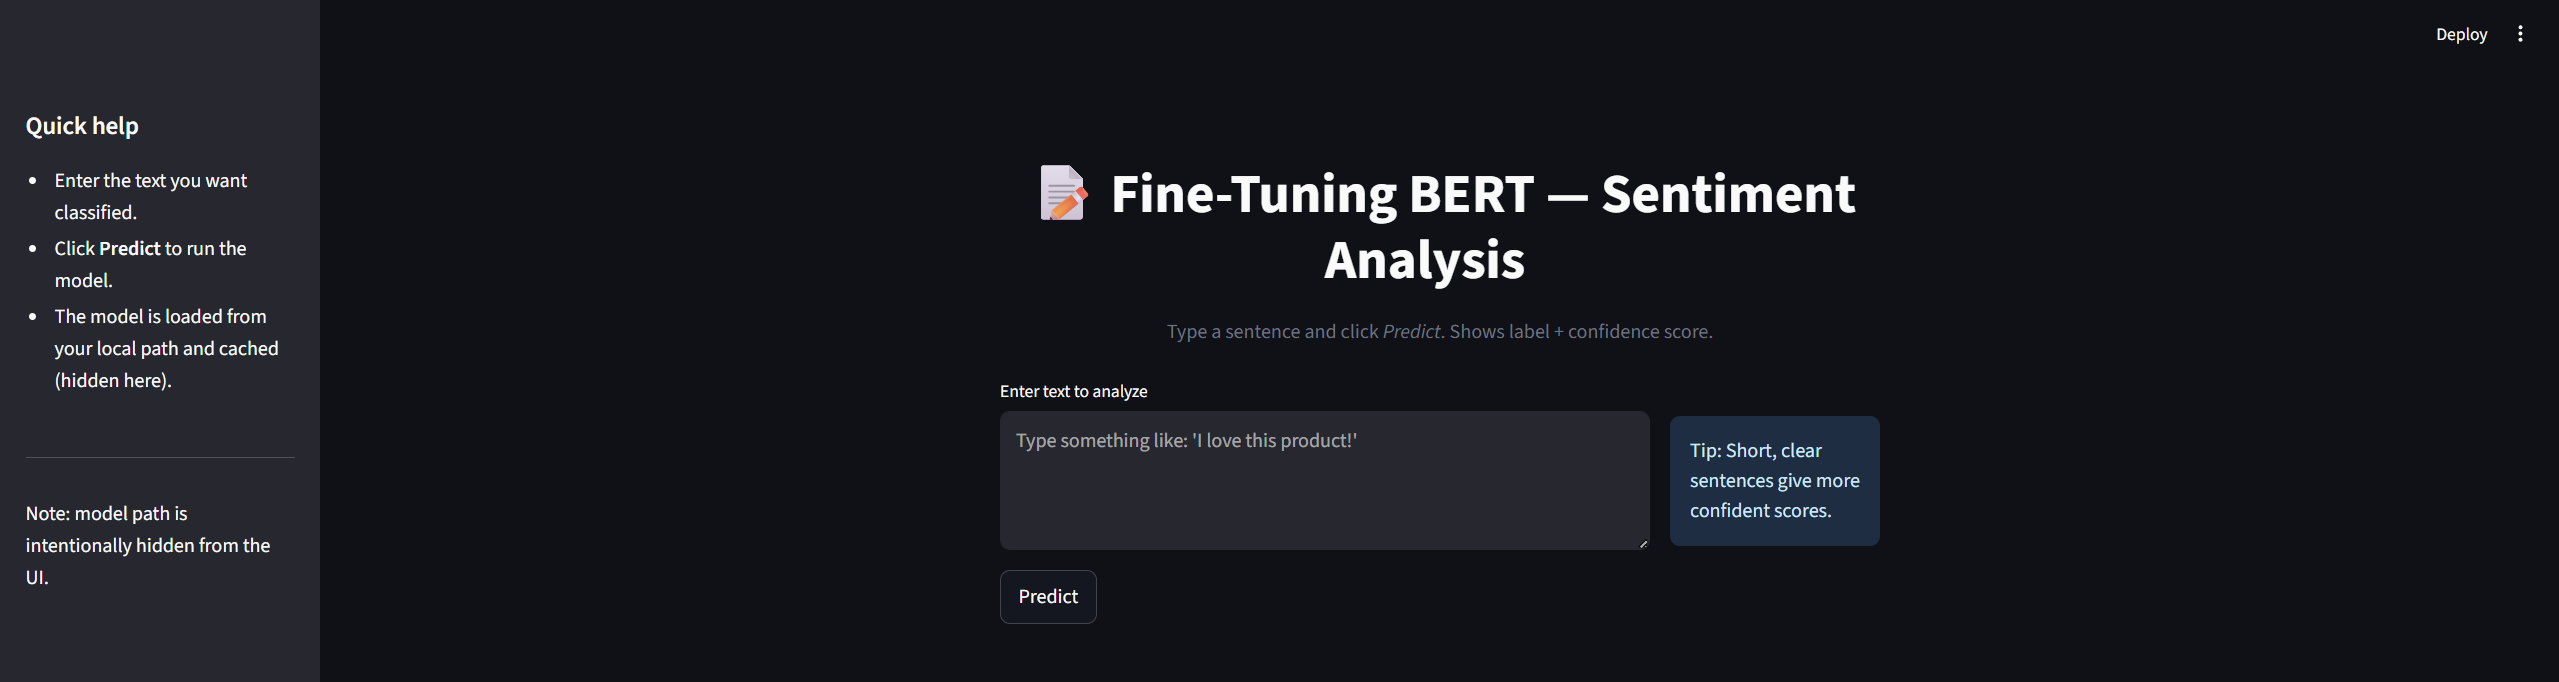 Deploy
Quick help
Enter the text you want
classified.
Click Predict to run the
model.
The model is loaded from
your local path and cached
(hidden here).
Note: model path is
intentionally hidden from the
UI.
Fine-Tuning BERT — Sentiment
Analysis
Type a sentence and click Predict. Shows label + confidence score.
Enter text to analyze
Type something like: 'I love this product!'
Tip: Short, clear
sentences give more
confident scores.
Predict